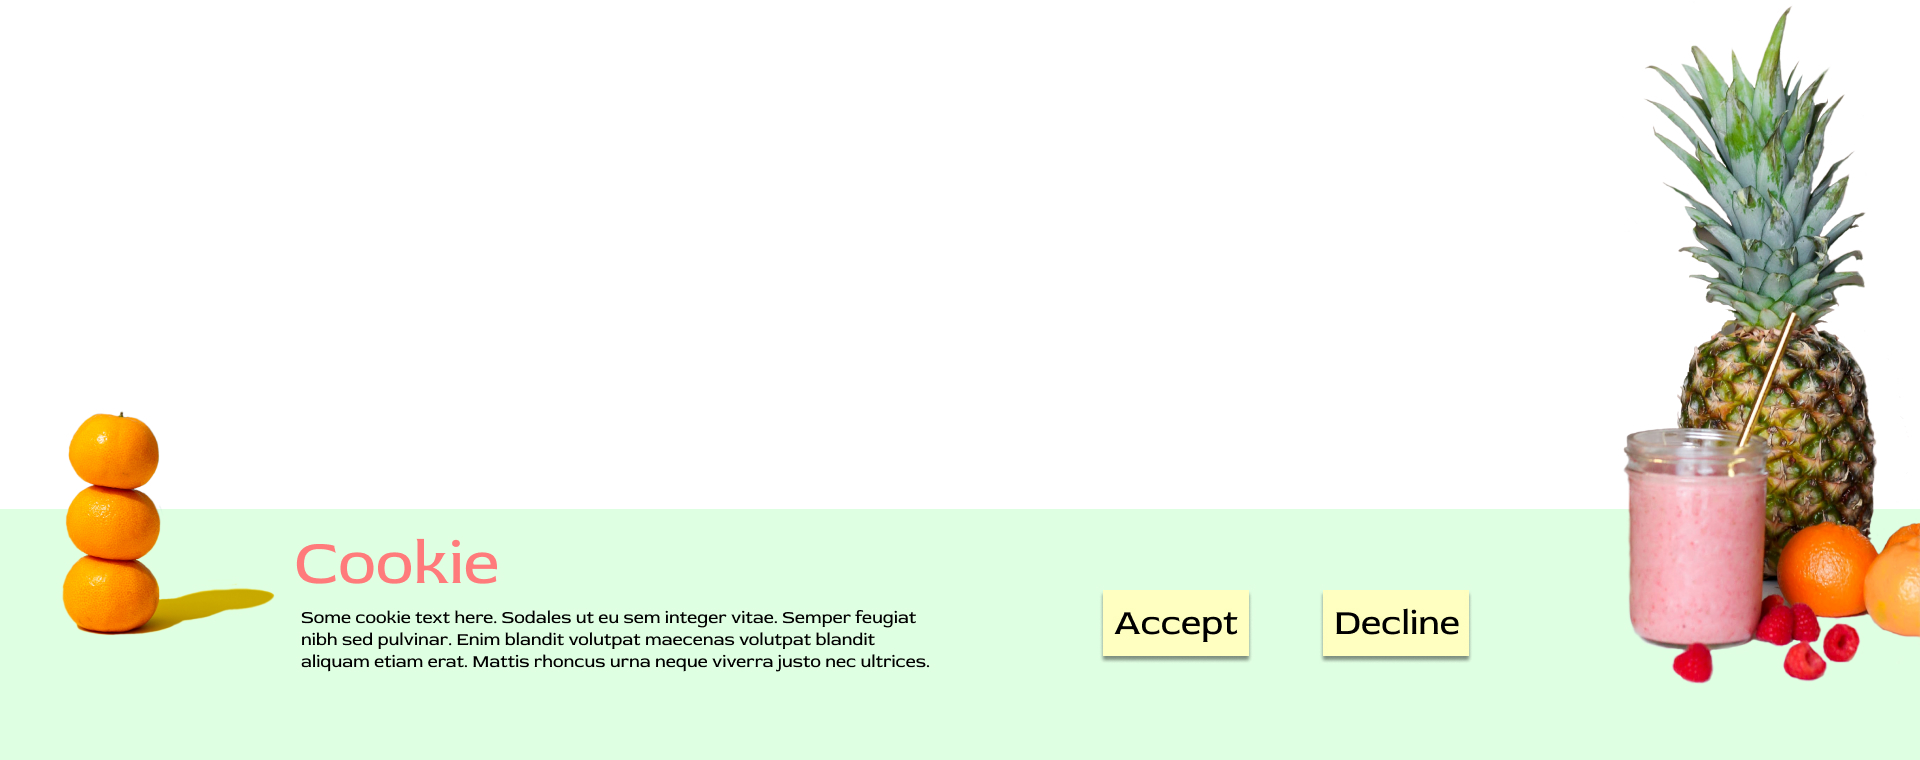 Cookie
Some cookie text here. Sodales ut eu sem integer vitae. Semper feugiat
nibh sed pulvinar. Enim blandit volutpat maecenas volutpat blandit
aliquam etiam erat. Mattis rhoncus urna neque viverra justo nec ultrices.
Accept
Decline